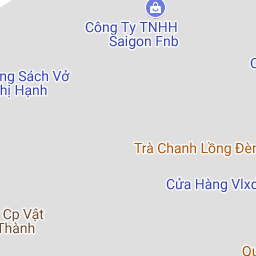 Công Ty TNHH
Saigon Fnb
ng Sách Vở
hị Hạnh
Trà Chanh Lồng Đèn
Cửa Hàng Vlxd
Cp Vật
Thành